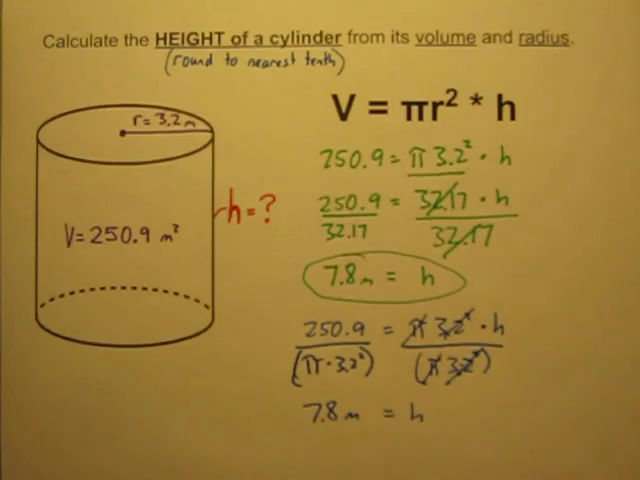 Calculate the HEIGHT of a cylinder from its volume and radius.
(round to nearest tenth)
r = 3.2 m
V = πr² * h
250.9 = π 3.2² · h
h = ?
250.9 = 32.17 · h
32.17 32.17
V = 250.9 m³
7.8 m = h
250.9 = π 3.2² · h
(π · 3.2²) (π 3.2²)
7.8 m = h